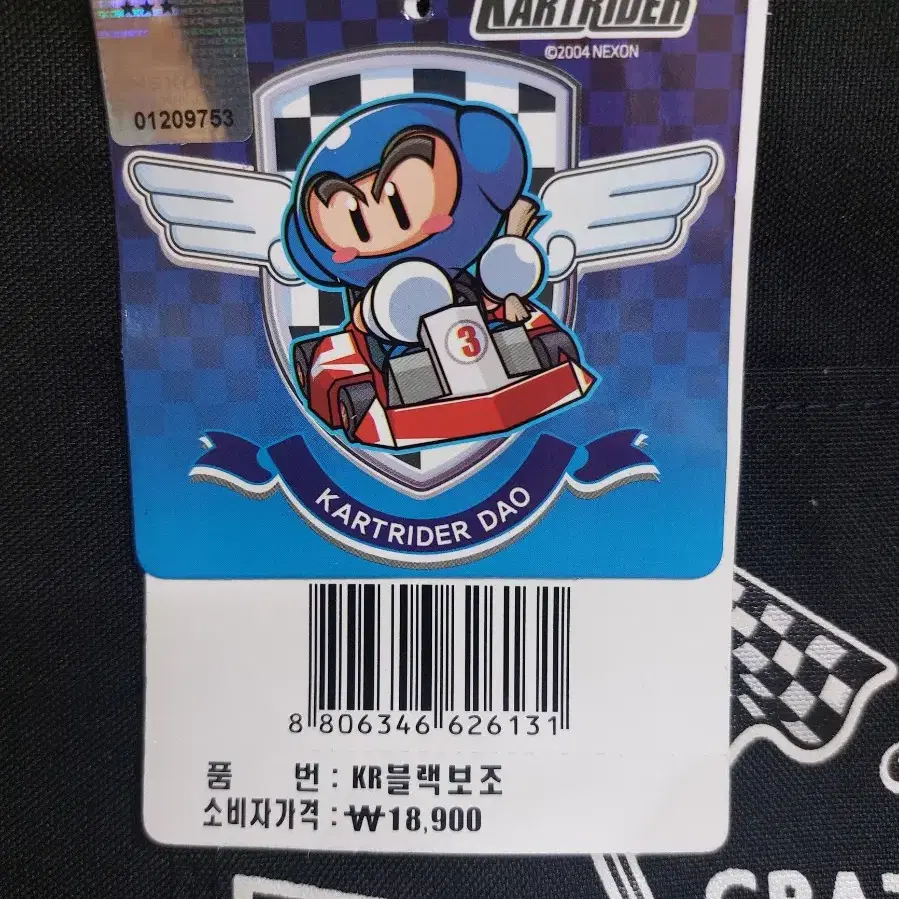 KARTRIDER
©2004 NEXON
01209753
3
KARTRIDER DAO
8 806346 626131
품 번 : KR블랙보조
소비자가격 : ₩18,900